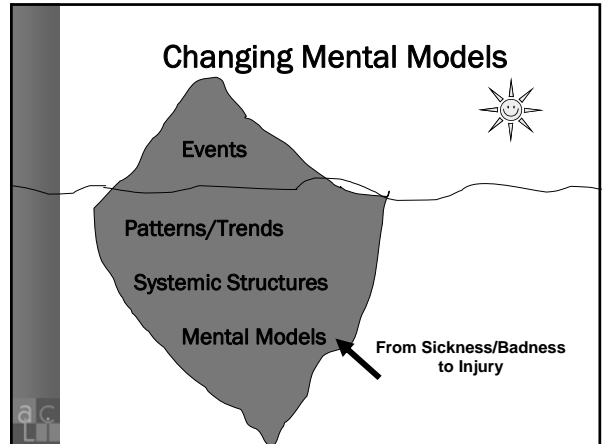 Changing Mental Models
Events
Patterns/Trends
Systemic Structures
Mental Models
From Sickness/Badness
to Injury
a c
L